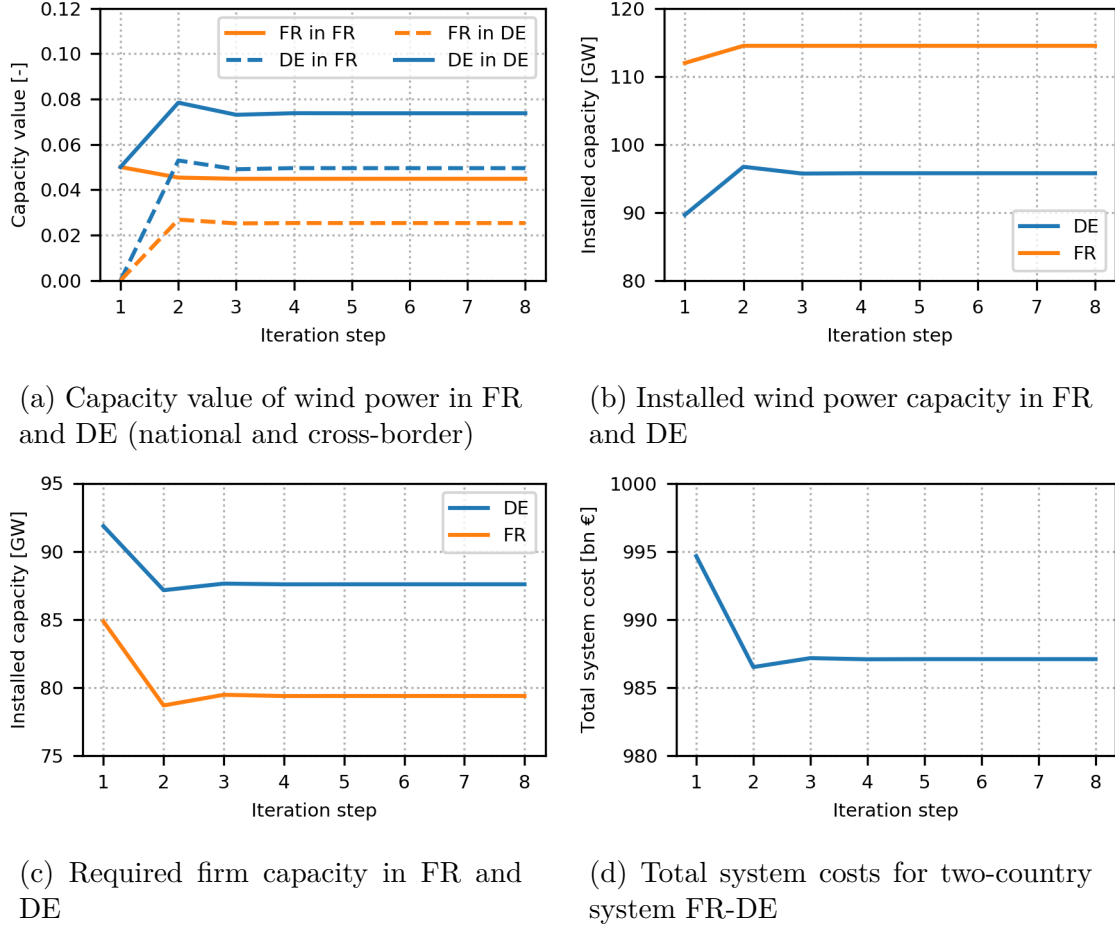 0.12
0.10
0.08
0.06
0.04
0.02
0.00
Capacity value [-]
FR in FR
DE in FR
FR in DE
DE in DE
1 2 3 4 5 6 7 8
Iteration step
(a) Capacity value of wind power in FR
and DE (national and cross-border)
120
110
100
90
80
Installed capacity [GW]
DE
FR
1 2 3 4 5 6 7 8
Iteration step
(b) Installed wind power capacity in FR
and DE
95
90
85
80
75
Installed capacity [GW]
DE
FR
1 2 3 4 5 6 7 8
Iteration step
(c) Required firm capacity in FR and
DE
1000
995
990
985
980
Total system cost [bn €]
1 2 3 4 5 6 7 8
Iteration step
(d) Total system costs for two-country
system FR-DE